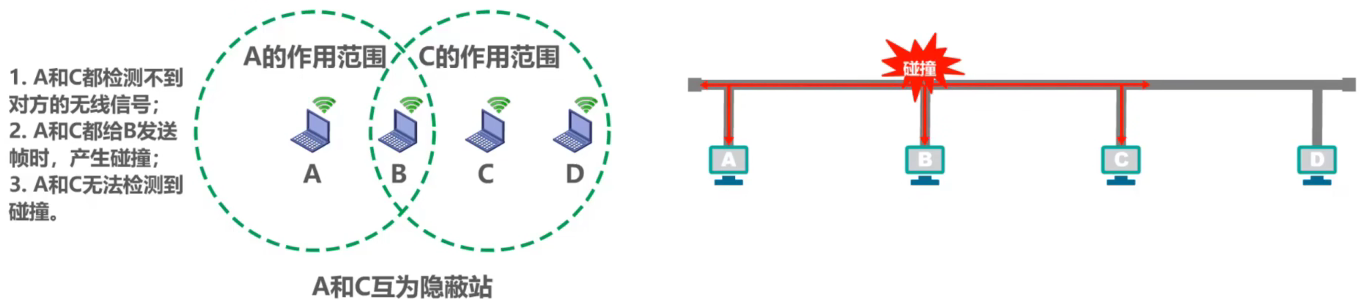 A的作用范围
C的作用范围
1. A和C都检测不到
对方的无线信号；
2. A和C都给B发送
帧时，产生碰撞；
3. A和C无法检测到
碰撞。
A
B
C
D
A和C互为隐蔽站
碰撞
A
B
C
D